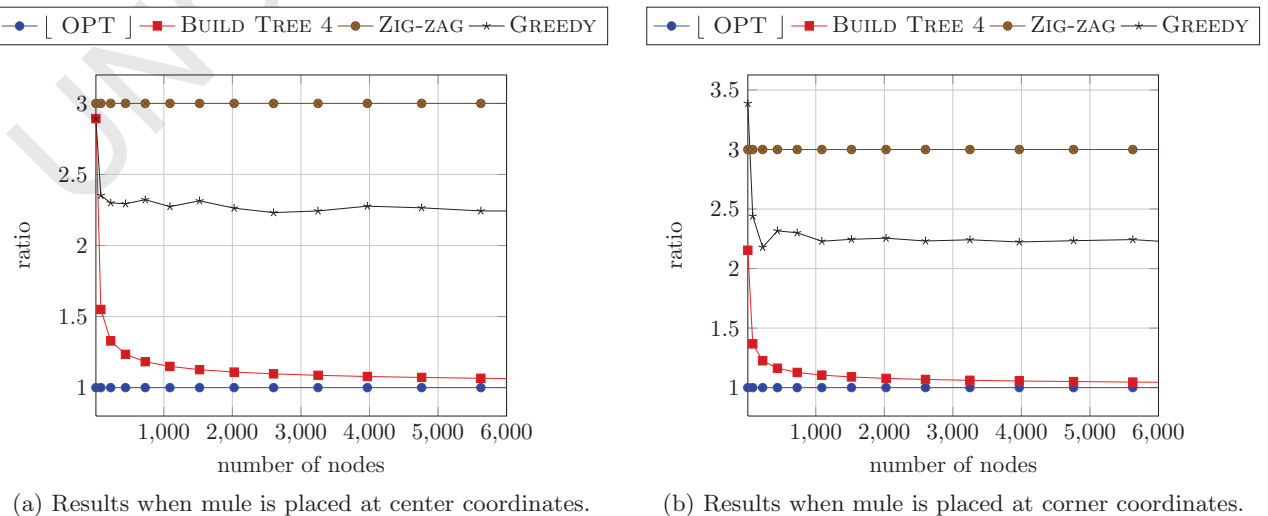 UNC
⌊ OPT ⌋ BUILD TREE 4 ZIG-ZAG GREEDY
3
2.5
2
1.5
1
ratio
1,000 2,000 3,000 4,000 5,000 6,000
number of nodes
(a) Results when mule is placed at center coordinates.
⌊ OPT ⌋ BUILD TREE 4 ZIG-ZAG GREEDY
3.5
3
2.5
2
1.5
1
ratio
1,000 2,000 3,000 4,000 5,000 6,000
number of nodes
(b) Results when mule is placed at corner coordinates.